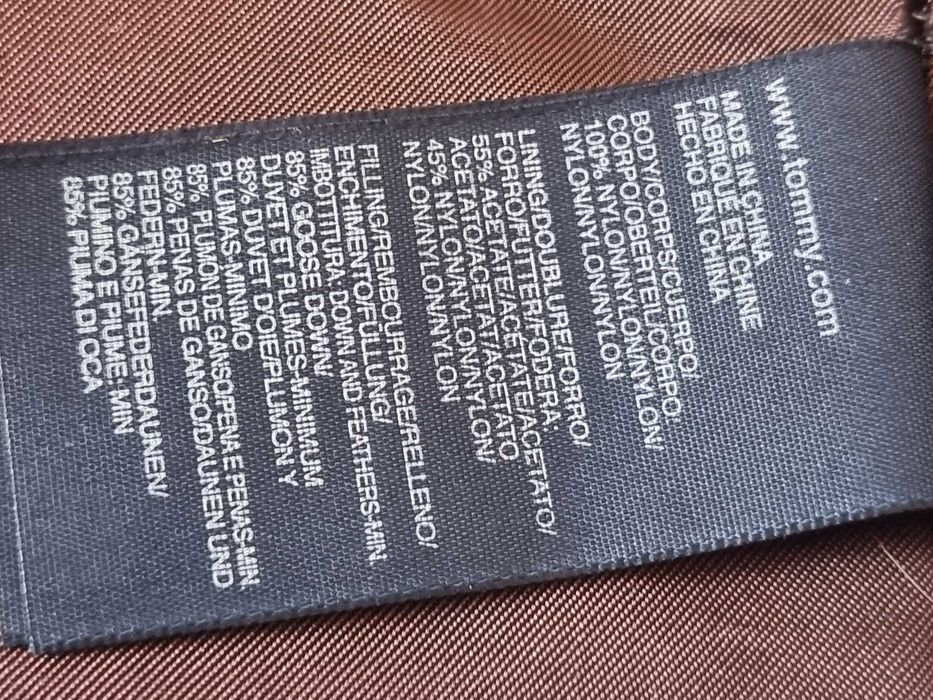 www.tommy.com
MADE IN CHINA
FABRIQUE EN CHINE
HECHO EN CHINA
BODY/CORPS/CUERPO/
CORPO/OBERTEIL/CORPO
100% NYLON/NYLON/NYLON/
NYLON/NYLON/NYLON
LINING/DOUBLURE/FORRO/
FORRO/FUTTER/FODERA
55% ACETATE/ACETATE/ACETATO/
ACETATO/ACETAT/ACETATO
45% NYLON/NYLON/NYLON/
NYLON/NYLON/NYLON
FILLING/REMBOURRAGE/RELLENO/
ENCHIMENTO/FÜLLUNG/
IMBOTTITURA: DOWN AND FEATHERS-MIN.
85% GOOSE DOWN/
DUVET ET PLUMES-MINIMUM
85% DUVET D'OIE/PLUMON Y
PLUMAS-MINIMO
85% PLUMÓN DE GANSO/PENA E PENAS-MIN
85% PENAS DE GANSO/DAUNEN UND
FEDERN-MIN.
85% GÄNSEFEDERDAUNEN/
PIUMINO E PIUME: MIN
85% PIUMA DI OCA